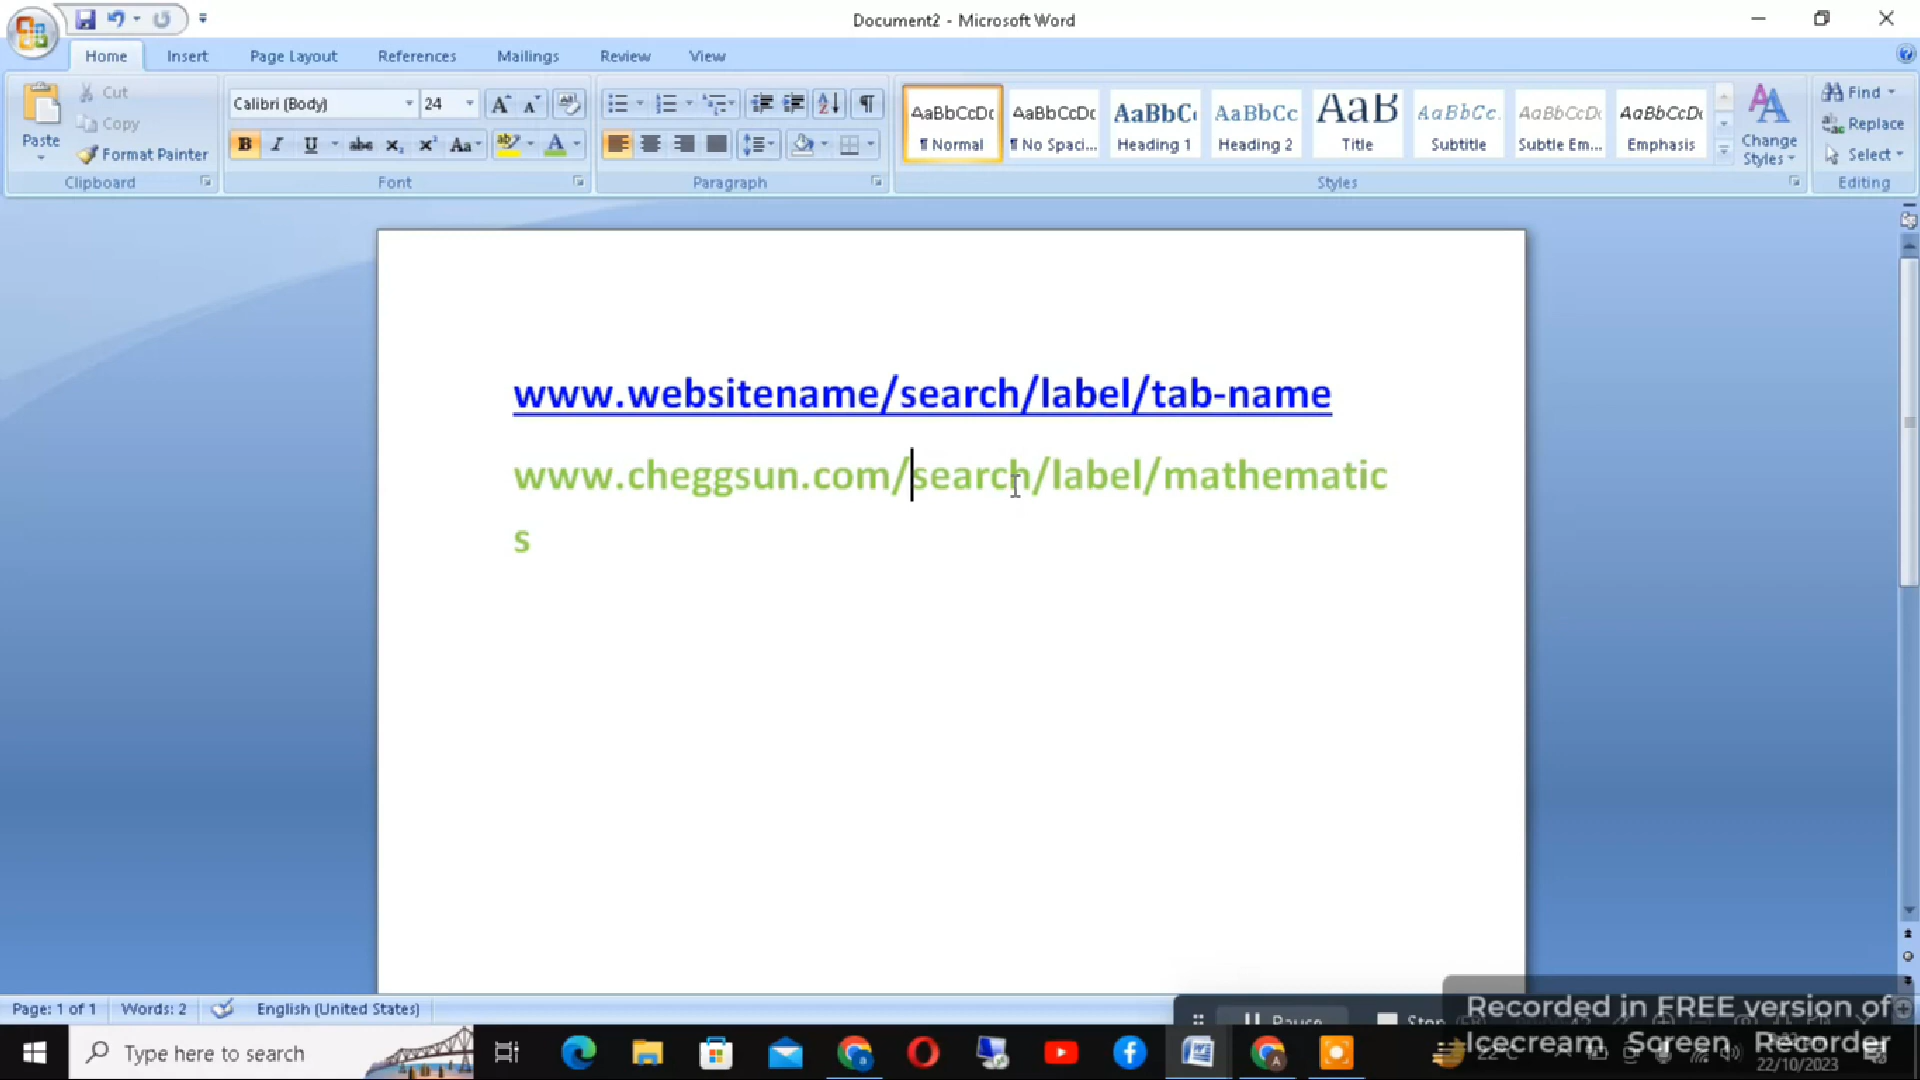 Document2 - Microsoft Word
Home Insert Page Layout References Mailings Review View
Paste
Cut
Copy
Format Painter
Clipboard
Calibri (Body) 24
Font
Paragraph
AaBbCcDc AaBbCcDc AaBbC AaBbCc AaB AaBbCc. AaBbCcDc AaBbCcDc
¶ Normal ¶ No Spaci... Heading 1 Heading 2 Title Subtitle Subtle Em... Emphasis
Change Styles
Styles
Find
Replace
Select
Editing
www.websitename/search/label/tab-name
www.cheggsun.com/search/label/mathematic
s
Page: 1 of 1 Words: 2 English (United States)
Pause
Recorded in FREE version of
Icecream Screen Recorder
Type here to search
22°C
22/10/2023